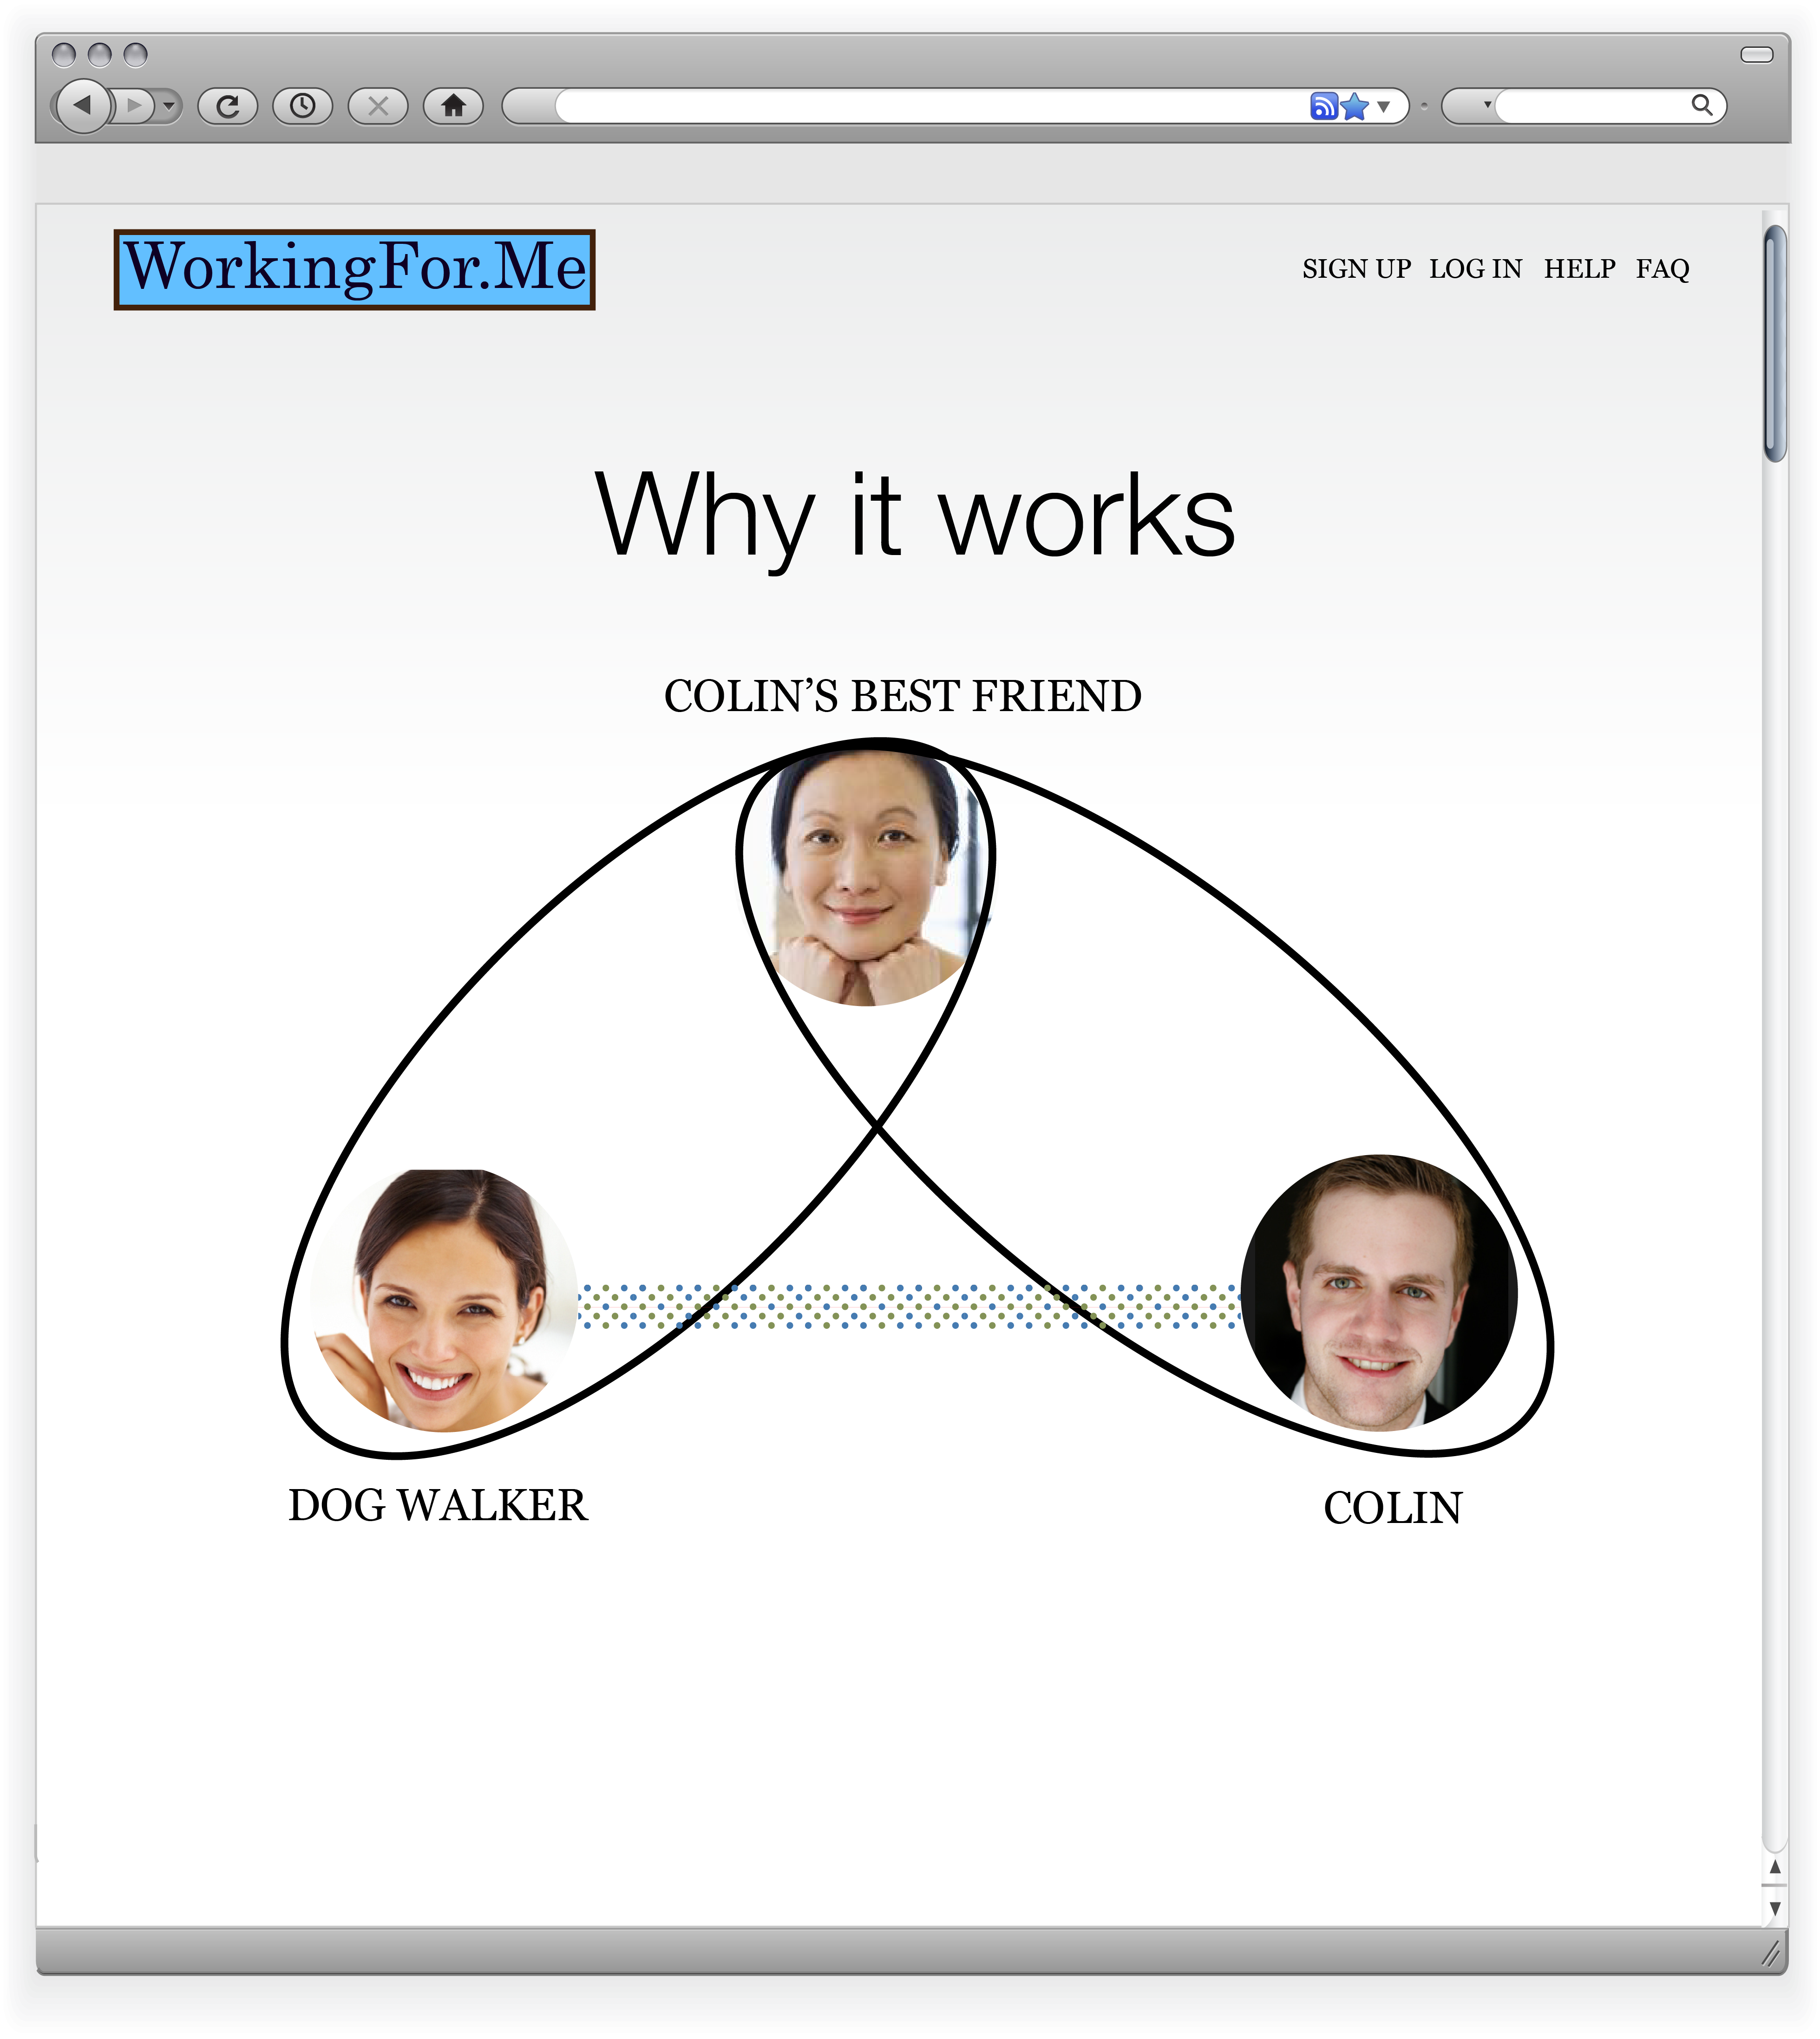 WorkingFor.Me
SIGN UP LOG IN HELP FAQ
Why it works
COLIN’S BEST FRIEND
DOG WALKER
COLIN